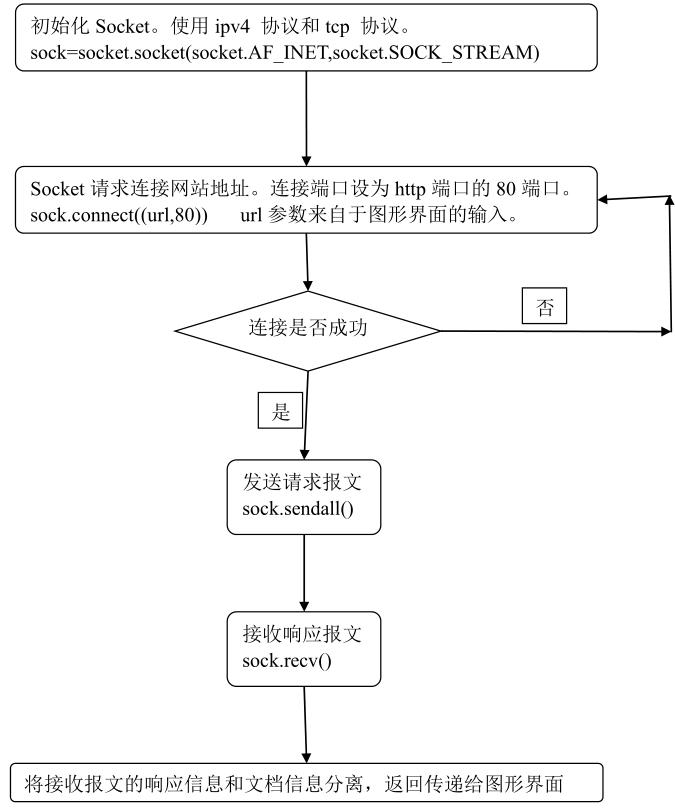 初始化 Socket。使用 ipv4 协议和 tcp 协议。
sock=socket.socket(socket.AF_INET,socket.SOCK_STREAM)
Socket 请求连接网站地址。连接端口设为 http 端口的 80 端口。
sock.connect((url,80)) url 参数来自于图形界面的输入。
连接是否成功
否
是
发送请求报文
sock.sendall()
接收响应报文
sock.recv()
将接收报文的响应信息和文档信息分离，返回传递给图形界面